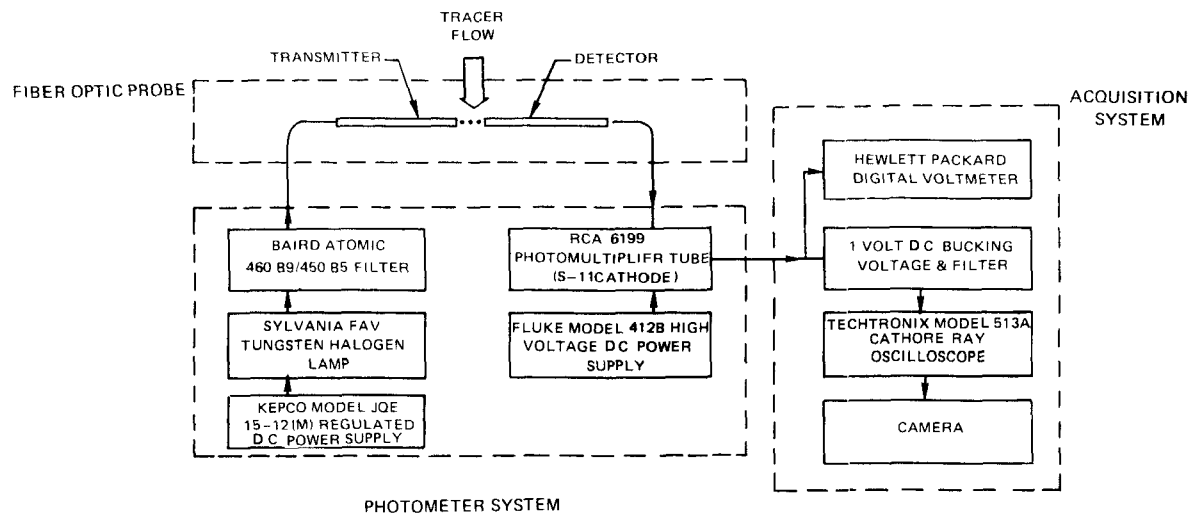 TRACER
FLOW
TRANSMITTER
DETECTOR
FIBER OPTIC PROBE
ACQUISITION
SYSTEM
HEWLETT PACKARD
DIGITAL VOLTMETER
BAIRD ATOMIC
460 B9/450 B5 FILTER
RCA 6199
PHOTOMULTIPLIER TUBE
(S-11CATHODE)
1 VOLT DC BUCKING
VOLTAGE & FILTER
SYLVANIA FAV
TUNGSTEN HALOGEN
LAMP
FLUKE MODEL 412B HIGH
VOLTAGE DC POWER
SUPPLY
TECHTRONIX MODEL 513A
CATHORE RAY
OSCILLOSCOPE
KEPCO MODEL JQE
15-12(M) REGULATED
DC POWER SUPPLY
CAMERA
PHOTOMETER SYSTEM